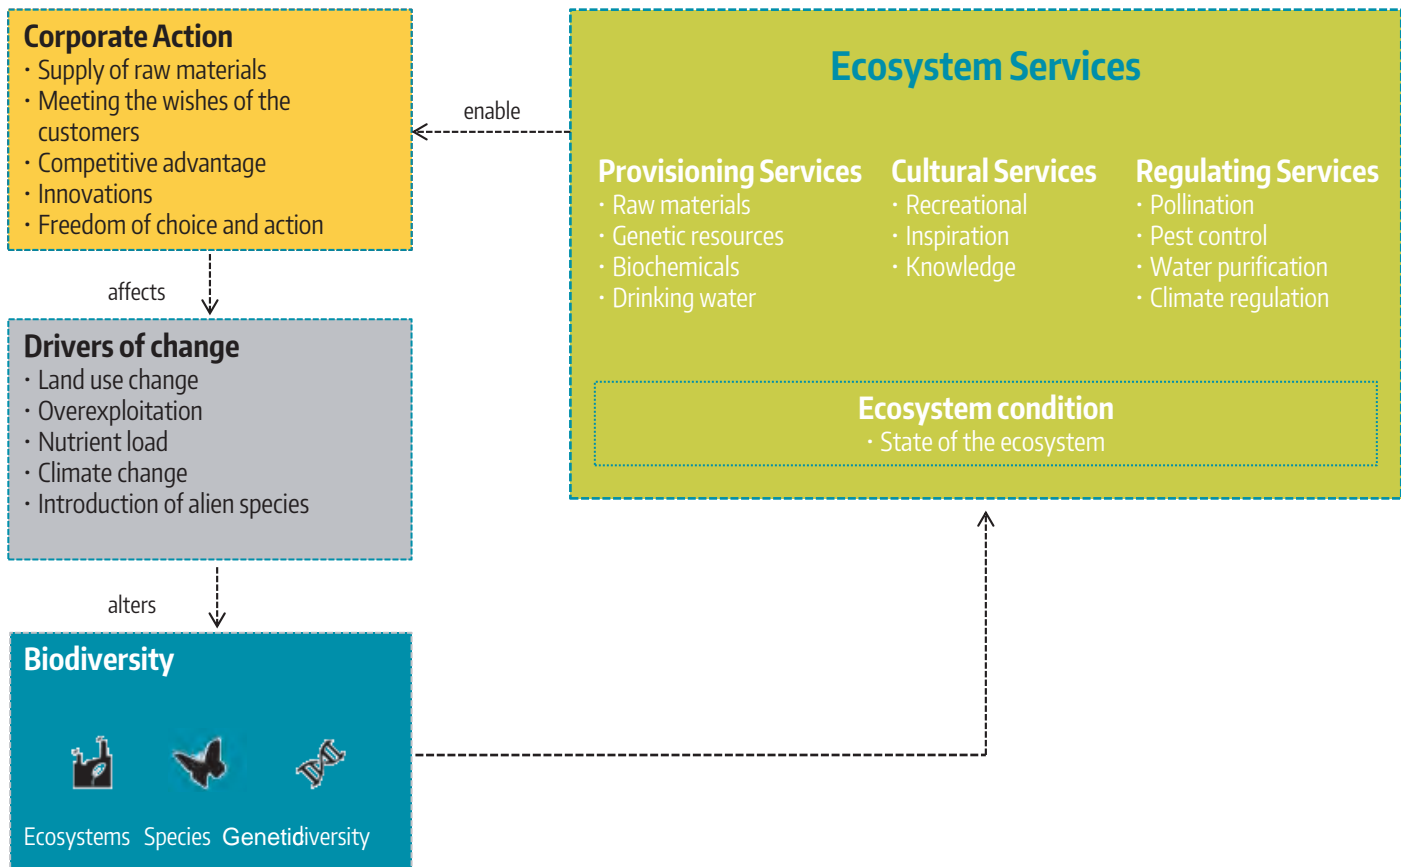 Corporate Action
· Supply of raw materials
· Meeting the wishes of the
customers
· Competitive advantage
· Innovations
· Freedom of choice and action
affects
Drivers of change
· Land use change
· Overexploitation
· Nutrient load
· Climate change
· Introduction of alien species
alters
Biodiversity
Ecosystems Species Genetic diversity
enable
Ecosystem Services
Provisioning Services
· Raw materials
· Genetic resources
· Biochemicals
· Drinking water
Cultural Services
· Recreational
· Inspiration
· Knowledge
Regulating Services
· Pollination
· Pest control
· Water purification
· Climate regulation
Ecosystem condition
· State of the ecosystem